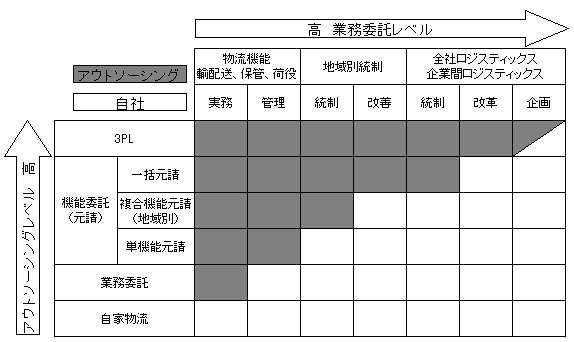 高 業務委託レベル
物流機能
輸配送、保管、荷役
地域別統制
全社ロジスティックス
企業間ロジスティックス
アウトソーシング
自社
実務
管理
統制
改善
統制
改革
企画
アウトソーシングレベル 高
3PL
機能委託
(元請)
一括元請
複合機能元請
(地域別)
単機能元請
業務委託
自家物流